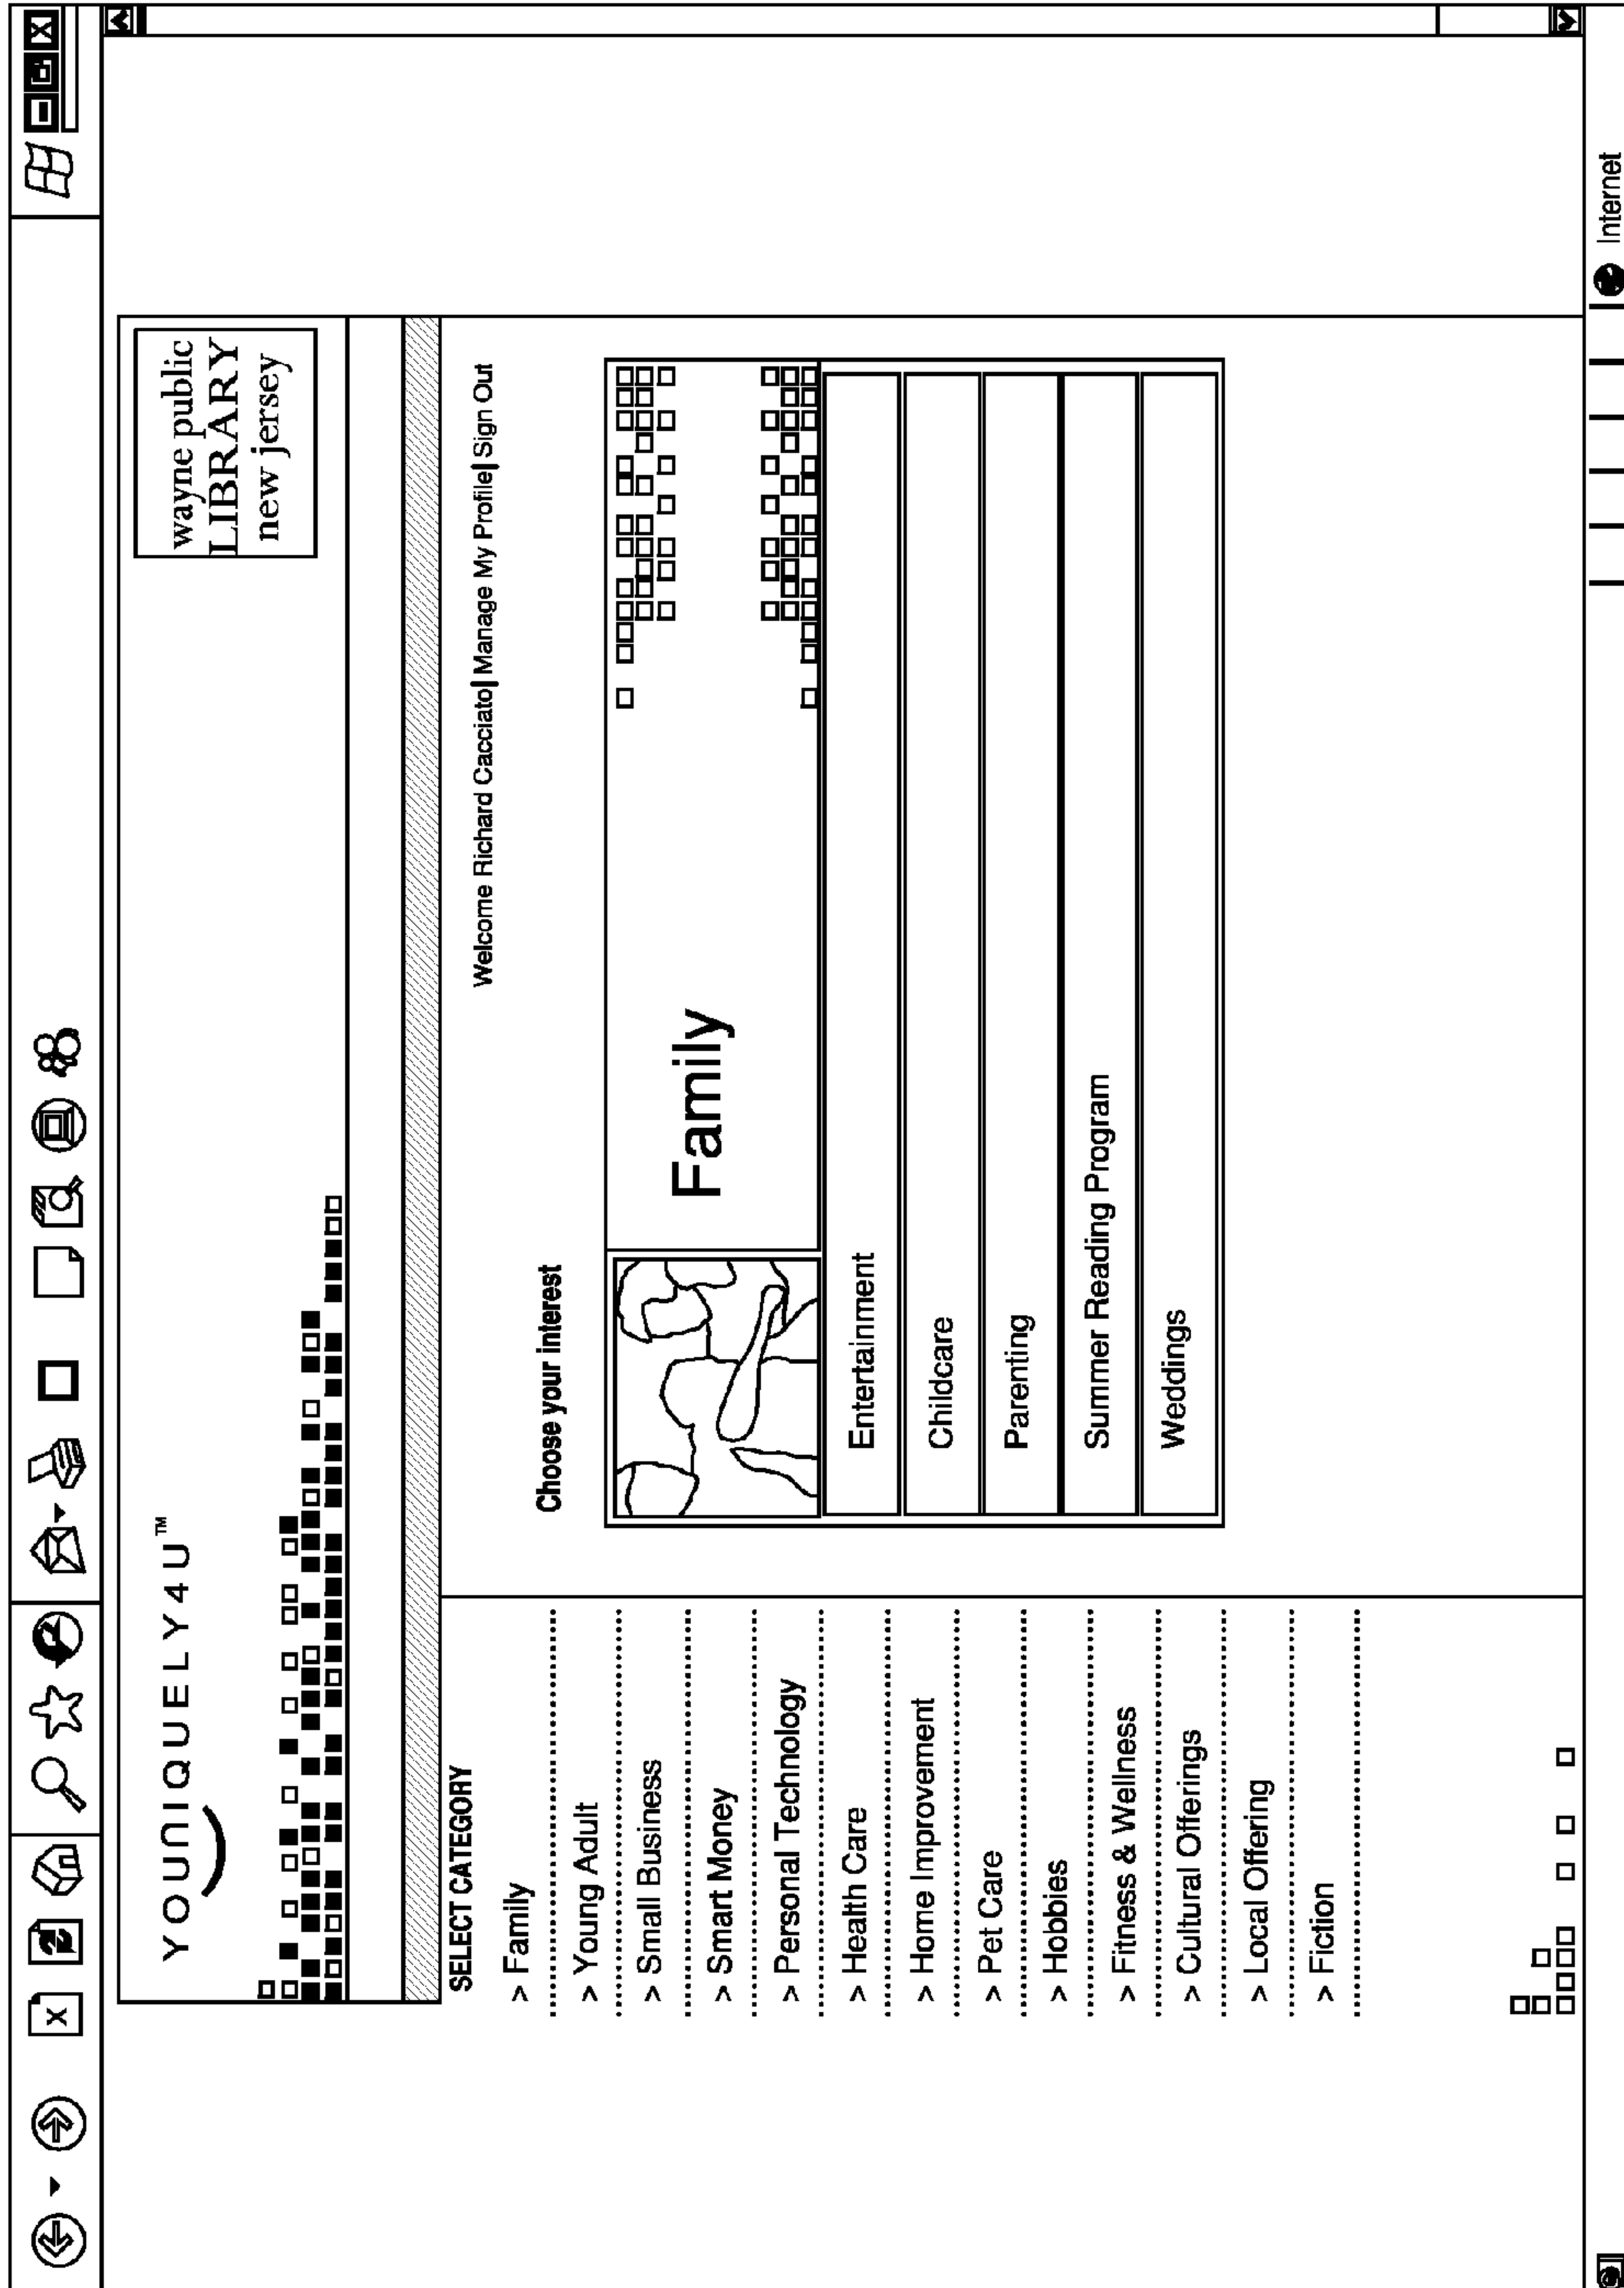 YOUNIQUELY4U™
wayne public
LIBRARY
new jersey
Welcome Richard Cacciato| Manage My Profile| Sign Out
SELECT CATEGORY
> Family
> Young Adult
> Small Business
> Smart Money
> Personal Technology
> Health Care
> Home Improvement
> Pet Care
> Hobbies
> Fitness & Wellness
> Cultural Offerings
> Local Offering
> Fiction
Choose your interest
Family
Entertainment
Childcare
Parenting
Summer Reading Program
Weddings
Internet